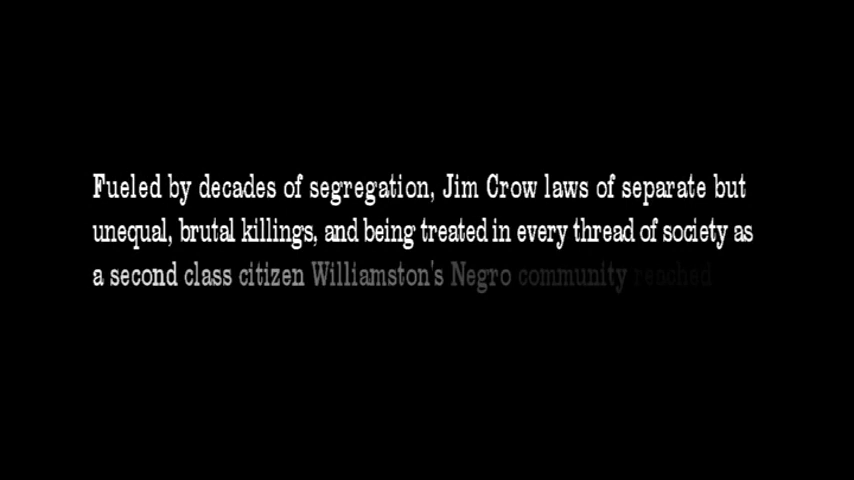 Fueled by decades of segregation, Jim Crow laws of separate but
unequal, brutal killings, and being treated in every thread of society as
a second class citizen Williamston's Negro community reached